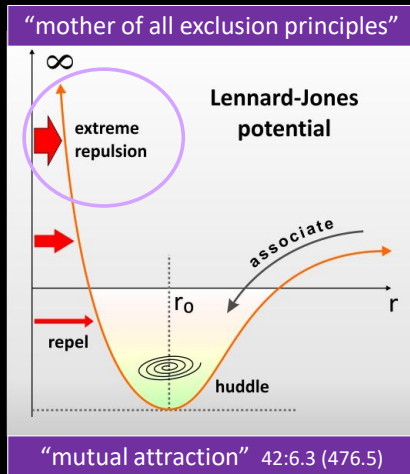 “mother of all exclusion principles”
∞
Lennard-Jones
potential
extreme
repulsion
associate
r₀
r
repel
huddle
“mutual attraction” 42:6.3 (476.5)